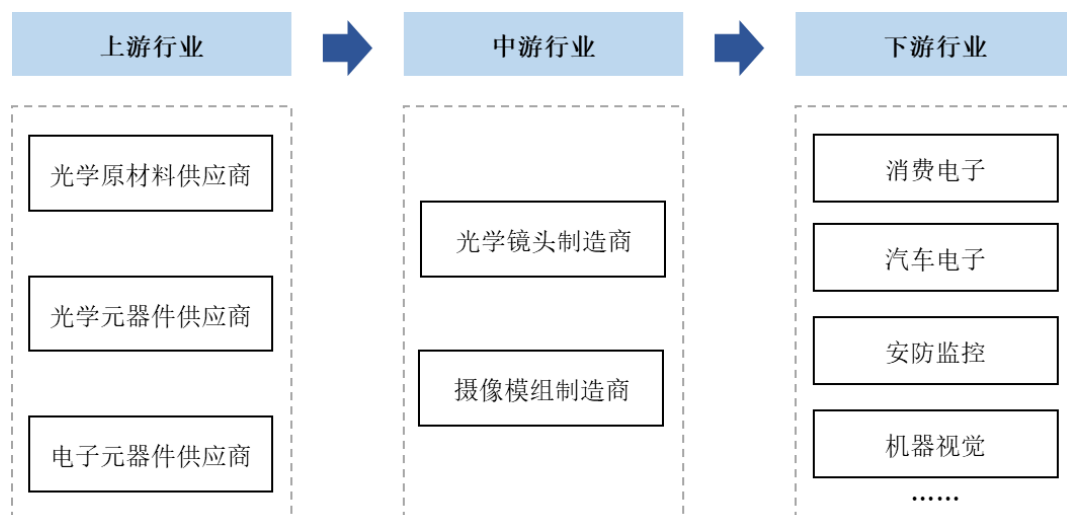 上游行业
中游行业
下游行业
光学原材料供应商
光学元器件供应商
电子元器件供应商
光学镜头制造商
摄像模组制造商
消费电子
汽车电子
安防监控
机器视觉
……